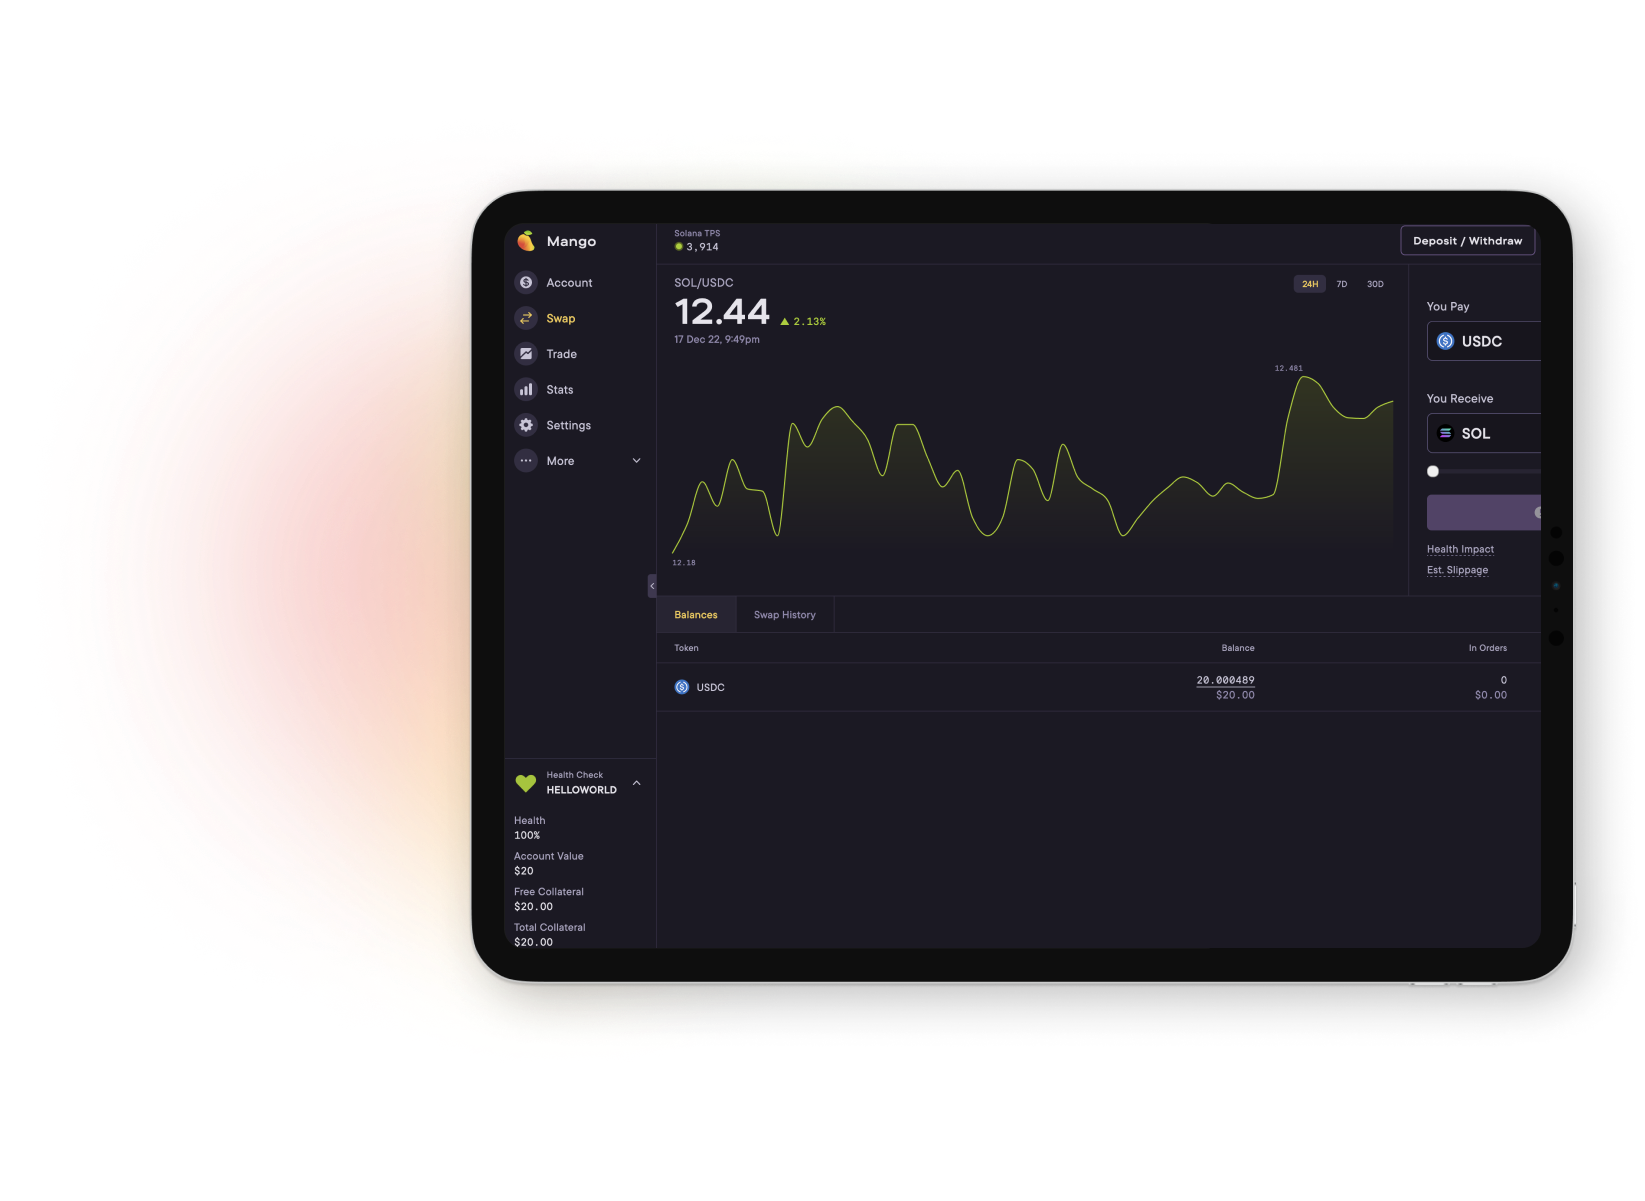 Mango
Account
Swap
Trade
Stats
Settings
More
Health Check
HELLOWORLD
Health
100%
Account Value
$20
Free Collateral
$20.00
Total Collateral
$20.00
Solana TPS
3,914
Deposit / Withdraw
SOL/USDC
12.44
2.13%
17 Dec 22, 9:49pm
24H 7D 30D
12.481
12.18
You Pay
USDC
You Receive
SOL
Health Impact
Est. Slippage
Balances Swap History
Token Balance In Orders
USDC 20.000489 0
$20.00 $0.00